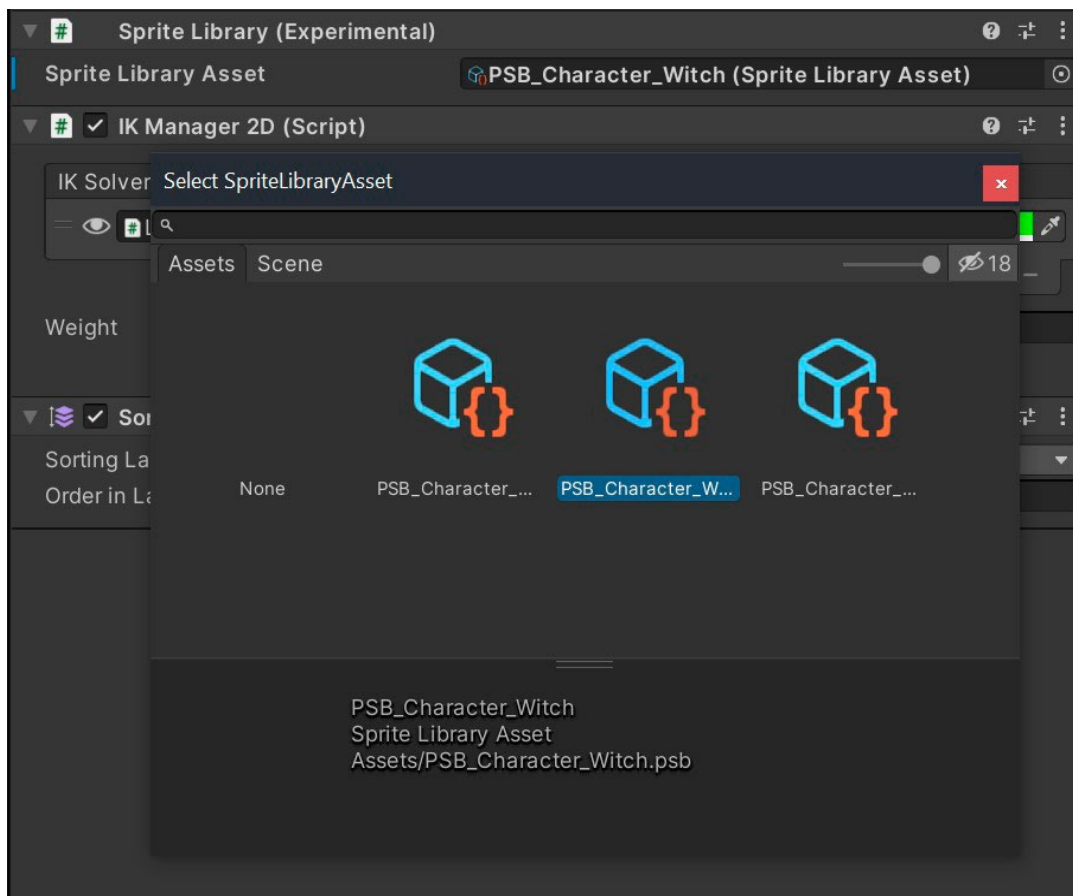 Sprite Library (Experimental)
Sprite Library Asset
PSB_Character_Witch (Sprite Library Asset)
IK Manager 2D (Script)
IK Solver
Select SpriteLibraryAsset
Assets
Scene
18
Weight
None
PSB_Character_...
PSB_Character_W...
PSB_Character_...
Sor
Sorting La
Order in La
PSB_Character_Witch
Sprite Library Asset
Assets/PSB_Character_Witch.psb